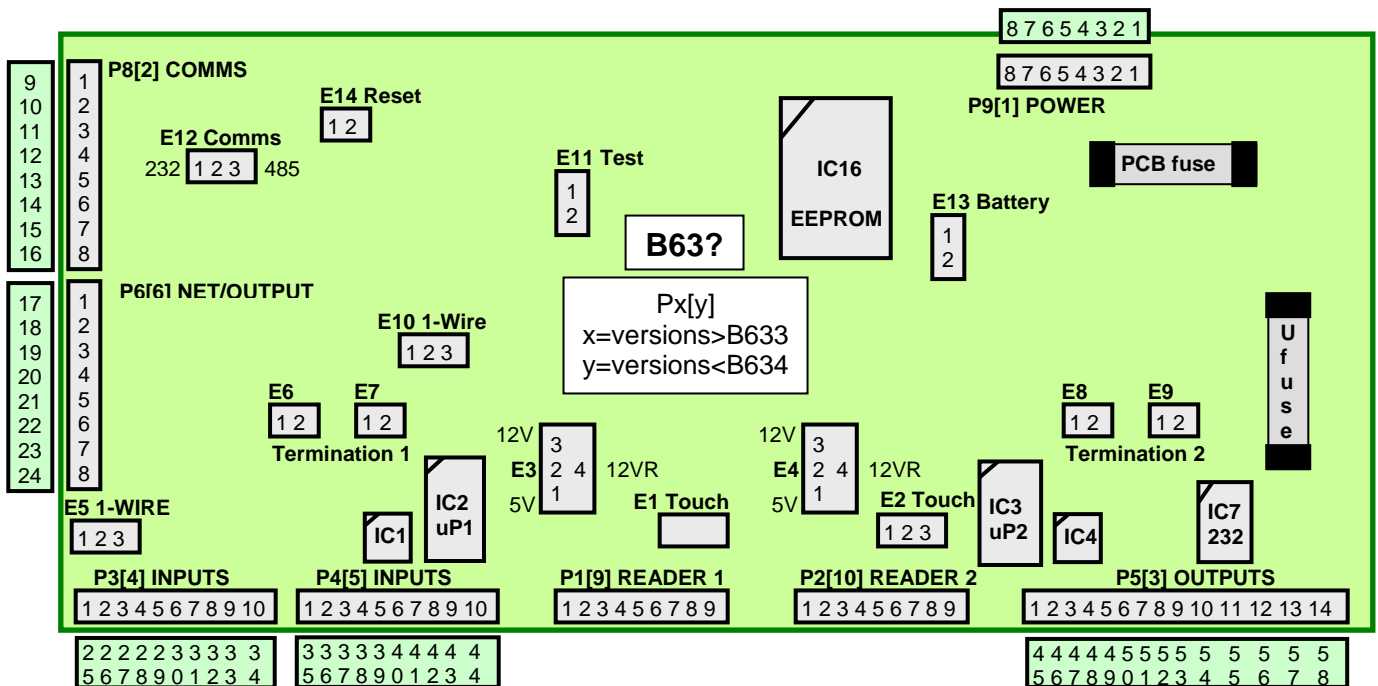 8 7 6 5 4 3 2 1
8 7 6 5 4 3 2 1
P9[1] POWER
P8[2] COMMS
9
10
11
12
13
14
15
16
1
2
3
4
5
6
7
8
E14 Reset
1 2
E12 Comms
232 1 2 3 485
E11 Test
1
2
IC16
EEPROM
PCB fuse
E13 Battery
1
2
B63?
Px[y]
x=versions>B633
y=versions<B634
P6[6] NET/OUTPUT
17
18
19
20
21
22
23
24
1
2
3
4
5
6
7
8
E10 1-Wire
1 2 3
U
f
u
s
e
E6
1 2
E7
1 2
Termination 1
E8
1 2
E9
1 2
Termination 2
12V
3
E3 2 4 12VR
1
5V
12V
3
E4 2 4 12VR
1
5V
E1 Touch
E2 Touch
1 2 3
E5 1-WIRE
1 2 3
IC1
IC2
uP1
IC3
uP2
IC4
IC7
232
P3[4] INPUTS
1 2 3 4 5 6 7 8 9 10
P4[5] INPUTS
1 2 3 4 5 6 7 8 9 10
P1[9] READER 1
1 2 3 4 5 6 7 8 9
P2[10] READER 2
1 2 3 4 5 6 7 8 9
P5[3] OUTPUTS
1 2 3 4 5 6 7 8 9 10 11 12 13 14
2 2 2 2 2 3 3 3 3 3
5 6 7 8 9 0 1 2 3 4
3 3 3 3 3 4 4 4 4 4
5 6 7 8 9 0 1 2 3 4
4 4 4 4 4 5 5 5 5 5 5 5 5 5
5 6 7 8 9 0 1 2 3 4 5 6 7 8